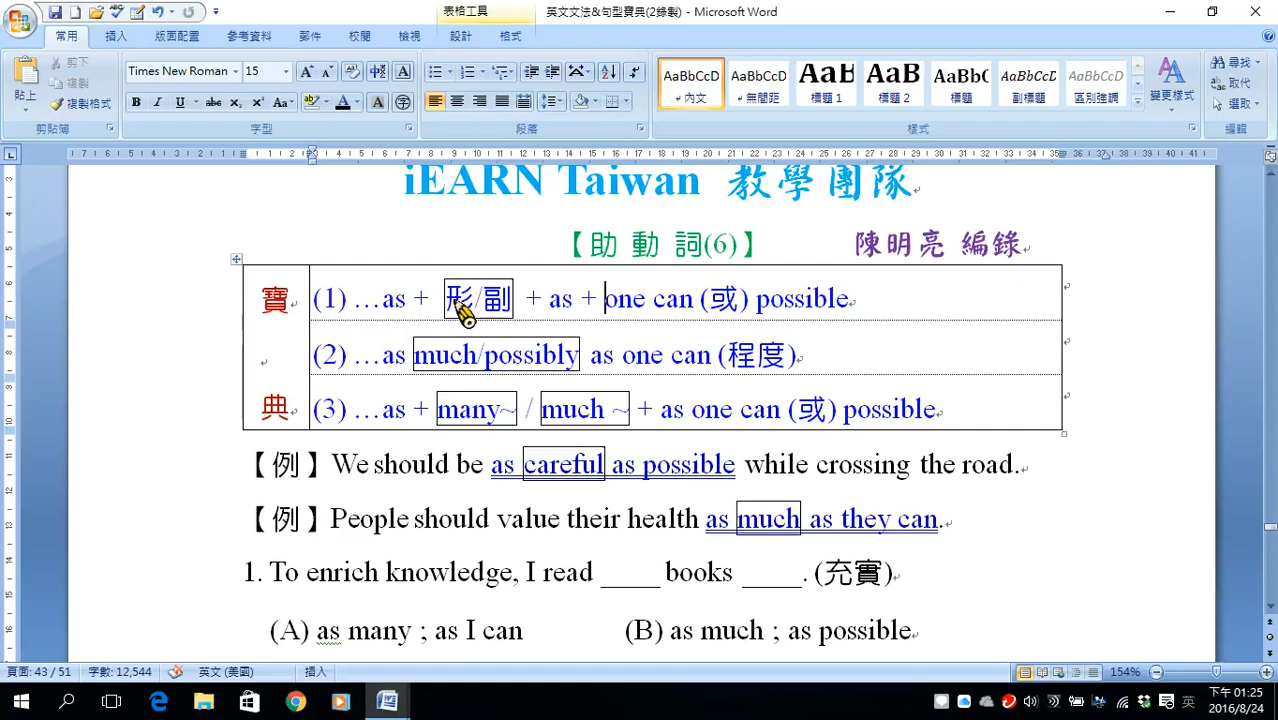 表格工具
英文文法&句型寶典(2錄製) - Microsoft Word
常用 插入 版面配置 參考資料 郵件 校閱 檢視 設計 格式
貼上 剪下 複製 複製格式
Times New Roman 15
AaBbCcD AaBbCcD AaBbC AaB AaBbC AaBbCcD AaBbCcD
內文 無間距 標題 1 標題 2 標題 副標題 區別強調
變更樣式
尋找 取代 選取
剪貼簿 字型 段落 樣式 編輯
iEARN Taiwan 教學團隊
【助 動 詞(6)】 陳明亮 編錄
寶 (1) …as + 形/副 + as + one can (或) possible
(2) …as much/possibly as one can (程度)
典 (3) …as + many~ / much ~ + as one can (或) possible
【例】We should be as careful as possible while crossing the road.
【例】People should value their health as much as they can.
1. To enrich knowledge, I read ____ books ____. (充實)
(A) as many ; as I can (B) as much ; as possible
頁面: 43 / 51 字數: 12,544 英文 (美國) 插入 154%
英 下午 01:25
2016/8/24